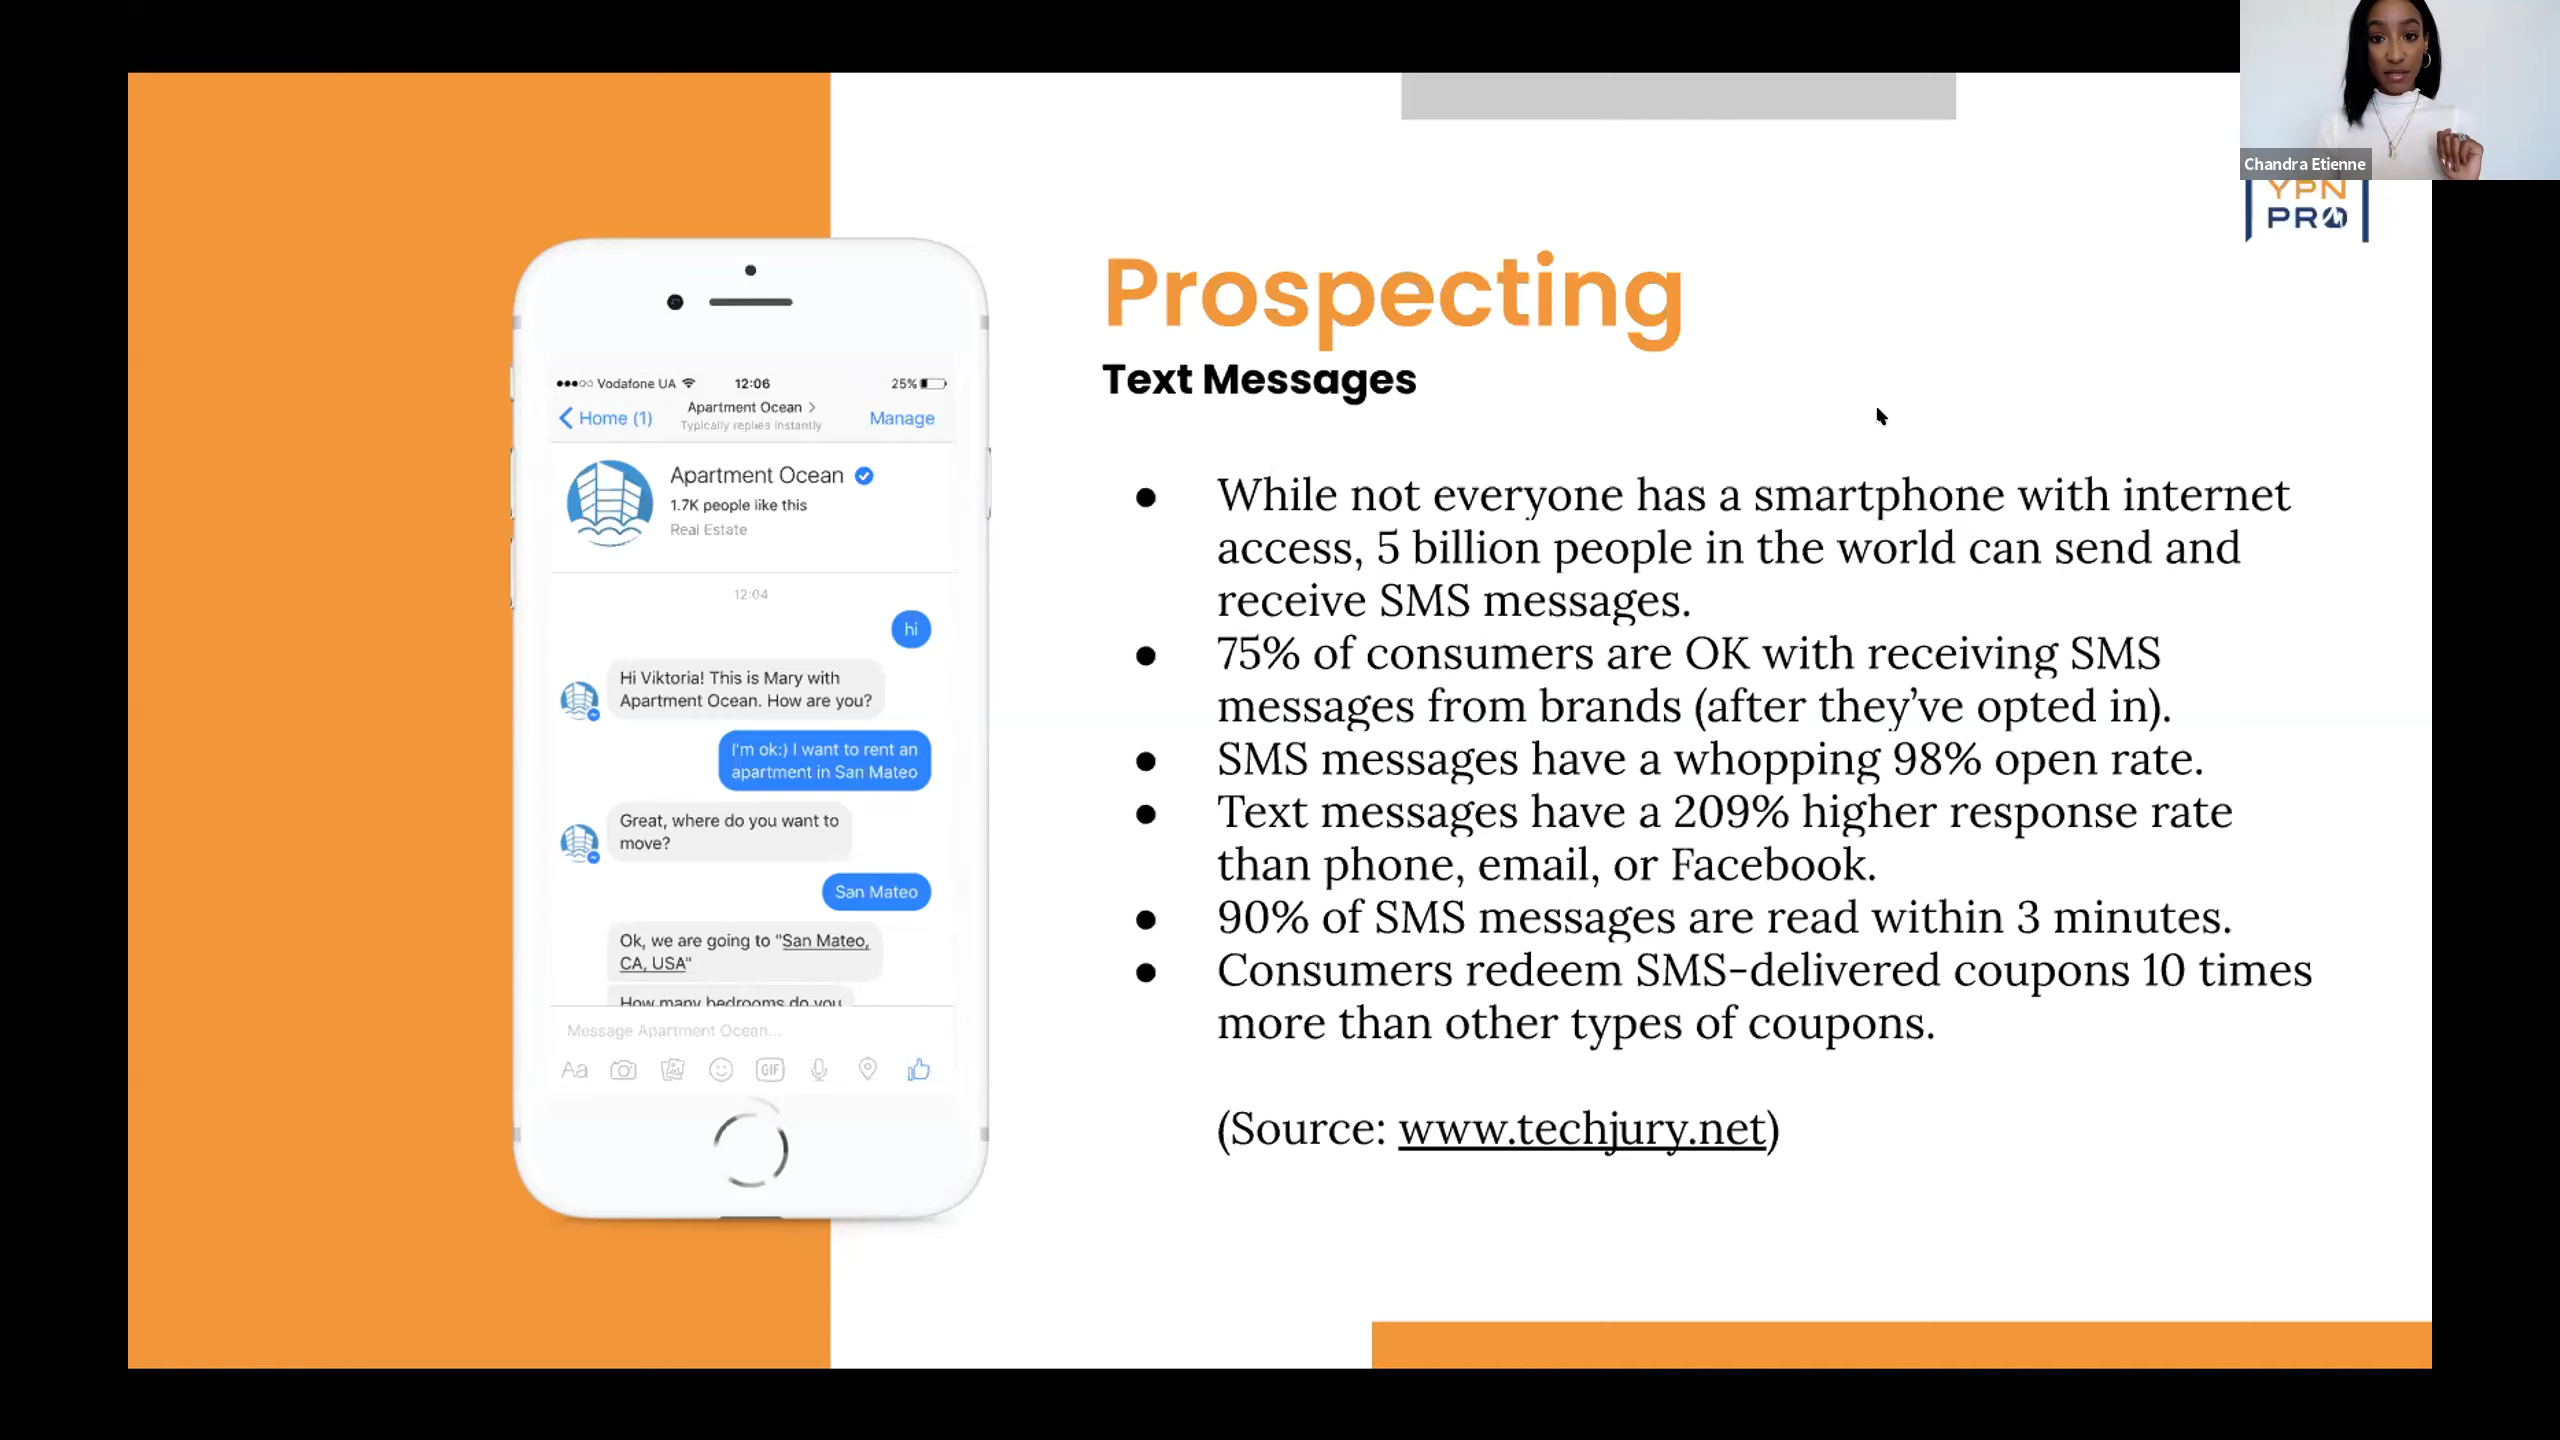 Chandra Etienne
YPN
PRO
Prospecting
Text Messages
Vodafone UA
12:06
25%
Home (1)
Apartment Ocean
Typically replies instantly
Manage
Apartment Ocean
1.7K people like this
Real Estate
12:04
hi
Hi Viktoria! This is Mary with
Apartment Ocean. How are you?
I'm ok:) I want to rent an
apartment in San Mateo
Great, where do you want to
move?
San Mateo
Ok, we are going to "San Mateo,
CA, USA"
How many bedrooms do you
Message Apartment Ocean...
Aa
GIF
● While not everyone has a smartphone with internet
access, 5 billion people in the world can send and
receive SMS messages.
● 75% of consumers are OK with receiving SMS
messages from brands (after they’ve opted in).
● SMS messages have a whopping 98% open rate.
● Text messages have a 209% higher response rate
than phone, email, or Facebook.
● 90% of SMS messages are read within 3 minutes.
● Consumers redeem SMS-delivered coupons 10 times
more than other types of coupons.
(Source: www.techjury.net)